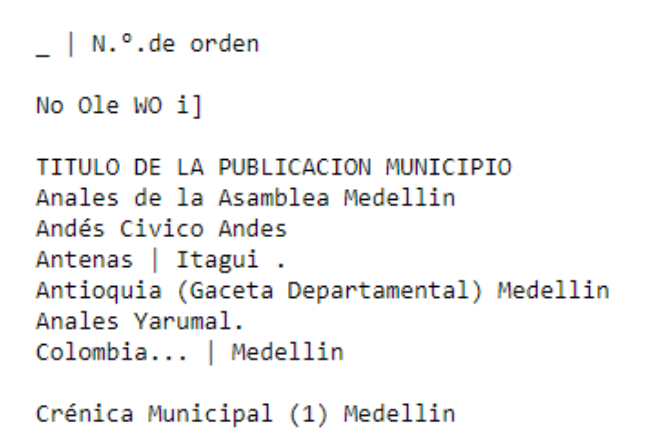 _ | N.º.de orden
No Ole WO i]
TITULO DE LA PUBLICACION MUNICIPIO
Anales de la Asamblea Medellin
Andés Civico Andes
Antenas | Itagui .
Antioquia (Gaceta Departamental) Medellin
Anales Yarumal.
Colombia... | Medellin
Crénica Municipal (1) Medellin